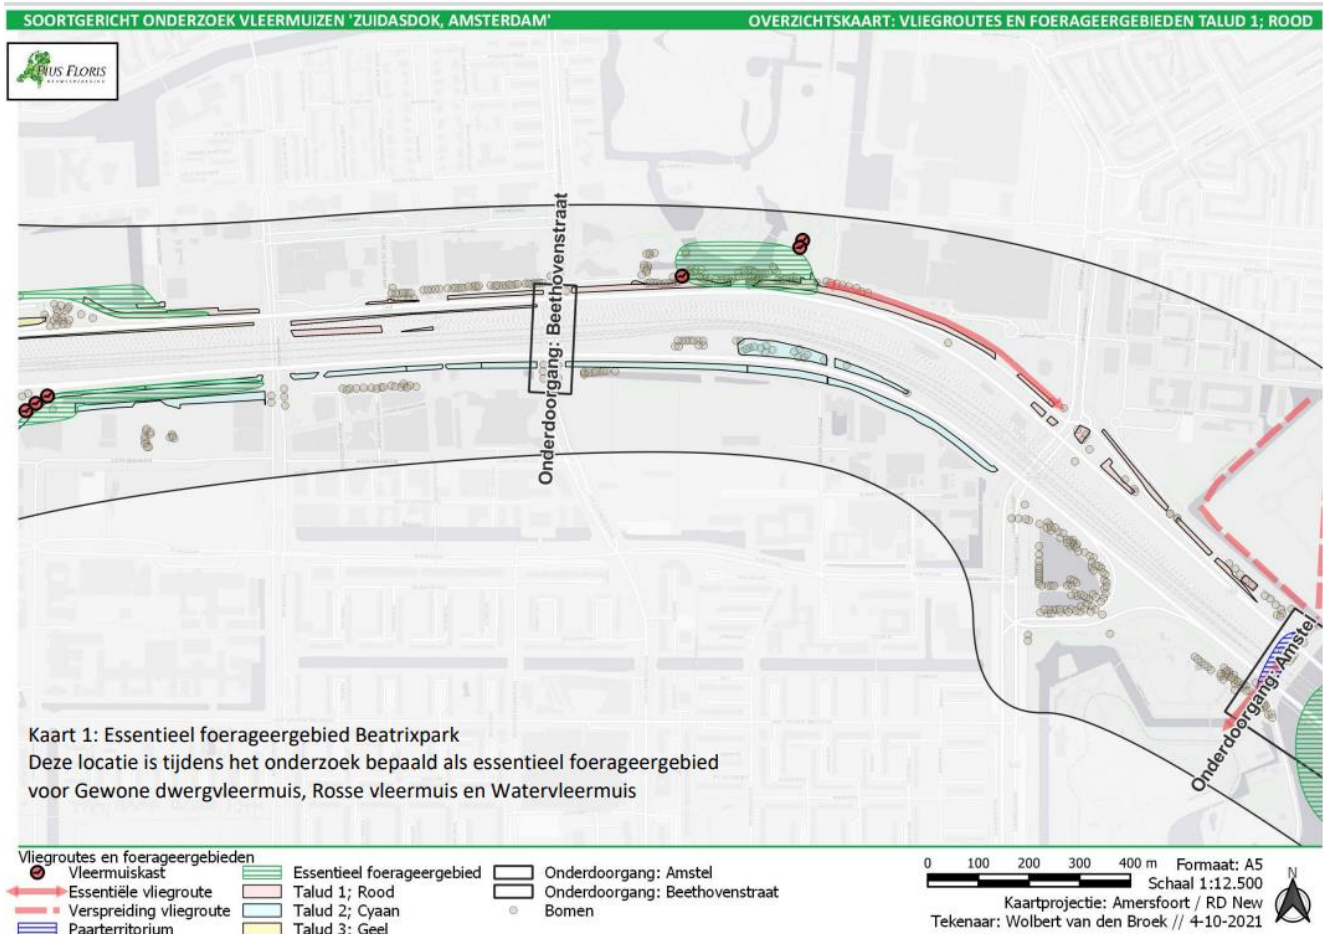 SOORTGERICHT ONDERZOEK VLEERMUIZEN 'ZUIDASDOK, AMSTERDAM'
OVERZICHTSKAART: VLIEGROUTES EN FOERAGEERGEBIEDEN TALUD 1; ROOD
PIUS FLORIS
Onderdoorgang: Beethovenstraat
Onderdoorgang: Amstel
Kaart 1: Essentieel foerageergebied Beatrixpark
Deze locatie is tijdens het onderzoek bepaald als essentieel foerageergebied
voor Gewone dwergvleermuis, Rosse vleermuis en Watervleermuis
Vliegroutes en foerageergebieden
Vleermuiskast
Essentiële vliegroute
Verspreiding vliegroute
Paarterritorium
Essentieel foerageergebied
Talud 1; Rood
Talud 2; Cyaan
Talud 3; Geel
Onderdoorgang: Amstel
Onderdoorgang: Beethovenstraat
Bomen
0 100 200 300 400 m
Formaat: A5
Schaal 1:12.500
Kaartprojectie: Amersfoort / RD New
Tekenaar: Wolbert van den Broek // 4-10-2021
N